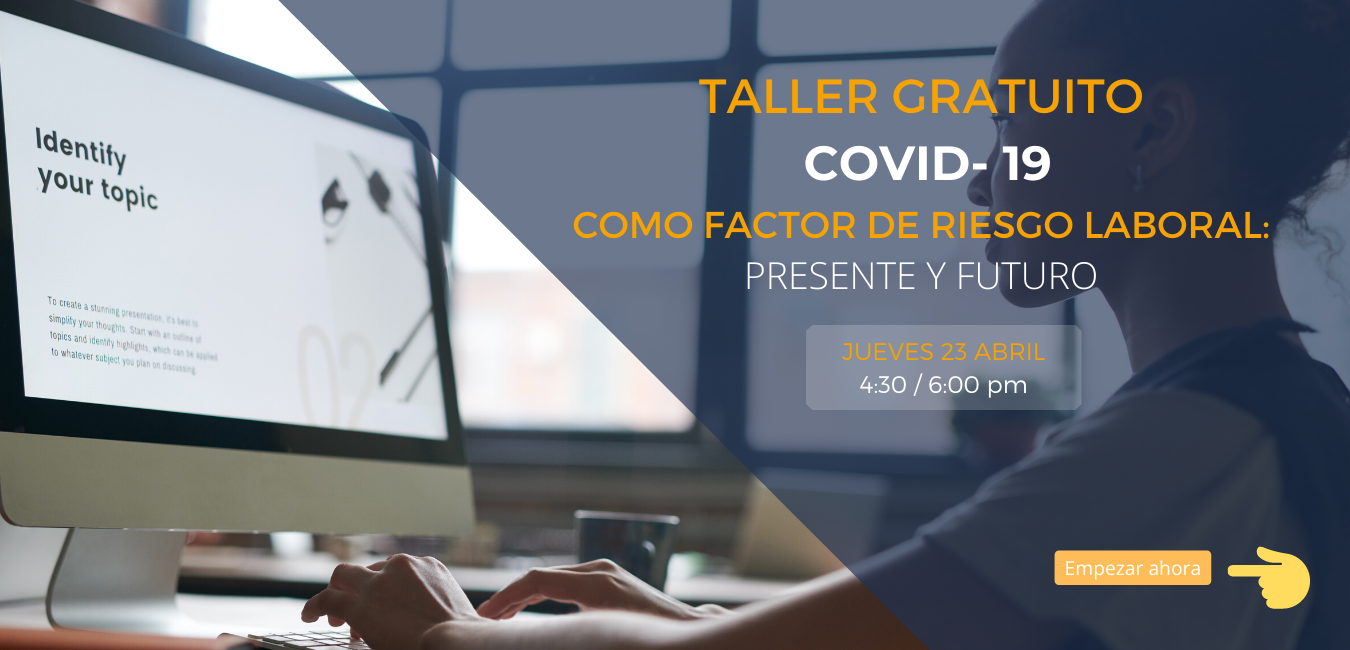 Identify
your topic
To create a stunning presentation, it's best to
simplify your thoughts. Start with an outline of
topics and identify highlights, which can be applied
to whatever subject you plan on discussing.
02
TALLER GRATUITO
COVID- 19
COMO FACTOR DE RIESGO LABORAL:
PRESENTE Y FUTURO
JUEVES 23 ABRIL
4:30 / 6:00 pm
Empezar ahora